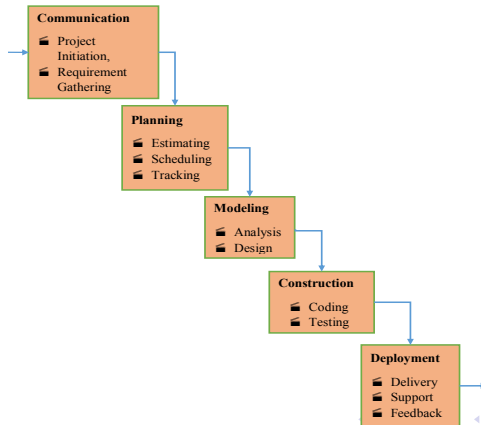 Communication
Project
Initiation,
Requirement
Gathering
Planning
Estimating
Scheduling
Tracking
Modeling
Analysis
Design
Construction
Coding
Testing
Deployment
Delivery
Support
Feedback